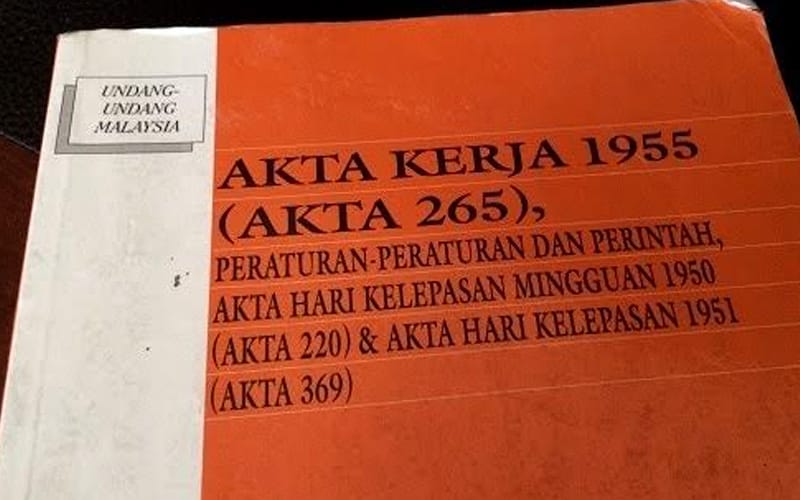 UNDANG-
UNDANG
MALAYSIA
AKTA KERJA 1955
(AKTA 265),
PERATURAN-PERATURAN DAN PERINTAH,
AKTA HARI KELEPASAN MINGGUAN 1950
(AKTA 220) & AKTA HARI KELEPASAN 1951
(AKTA 369)